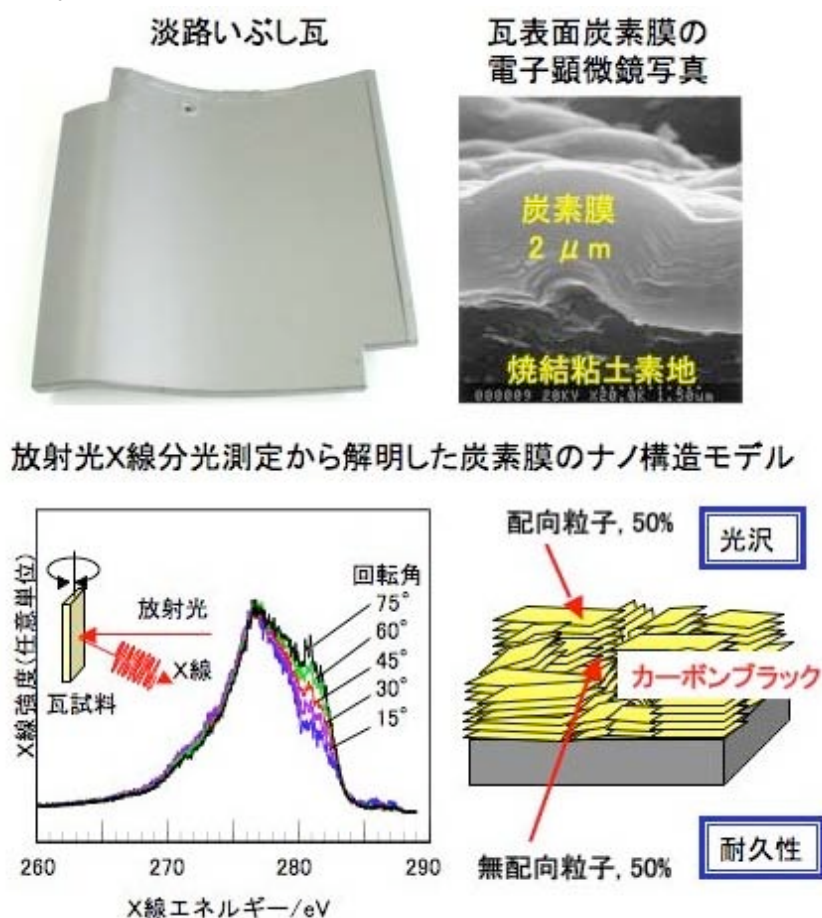 淡路いぶし瓦
瓦表面炭素膜の
電子顕微鏡写真
炭素膜
2 μm
焼結粘土素地
000009 20KV X20.0K 1.50um
放射光X線分光測定から解明した炭素膜のナノ構造モデル
X線強度(任意単位)
放射光
X線
瓦試料
回転角
75°
60°
45°
30°
15°
260
270
280
290
X線エネルギー/eV
配向粒子, 50%
光沢
カーボンブラック
無配向粒子, 50%
耐久性